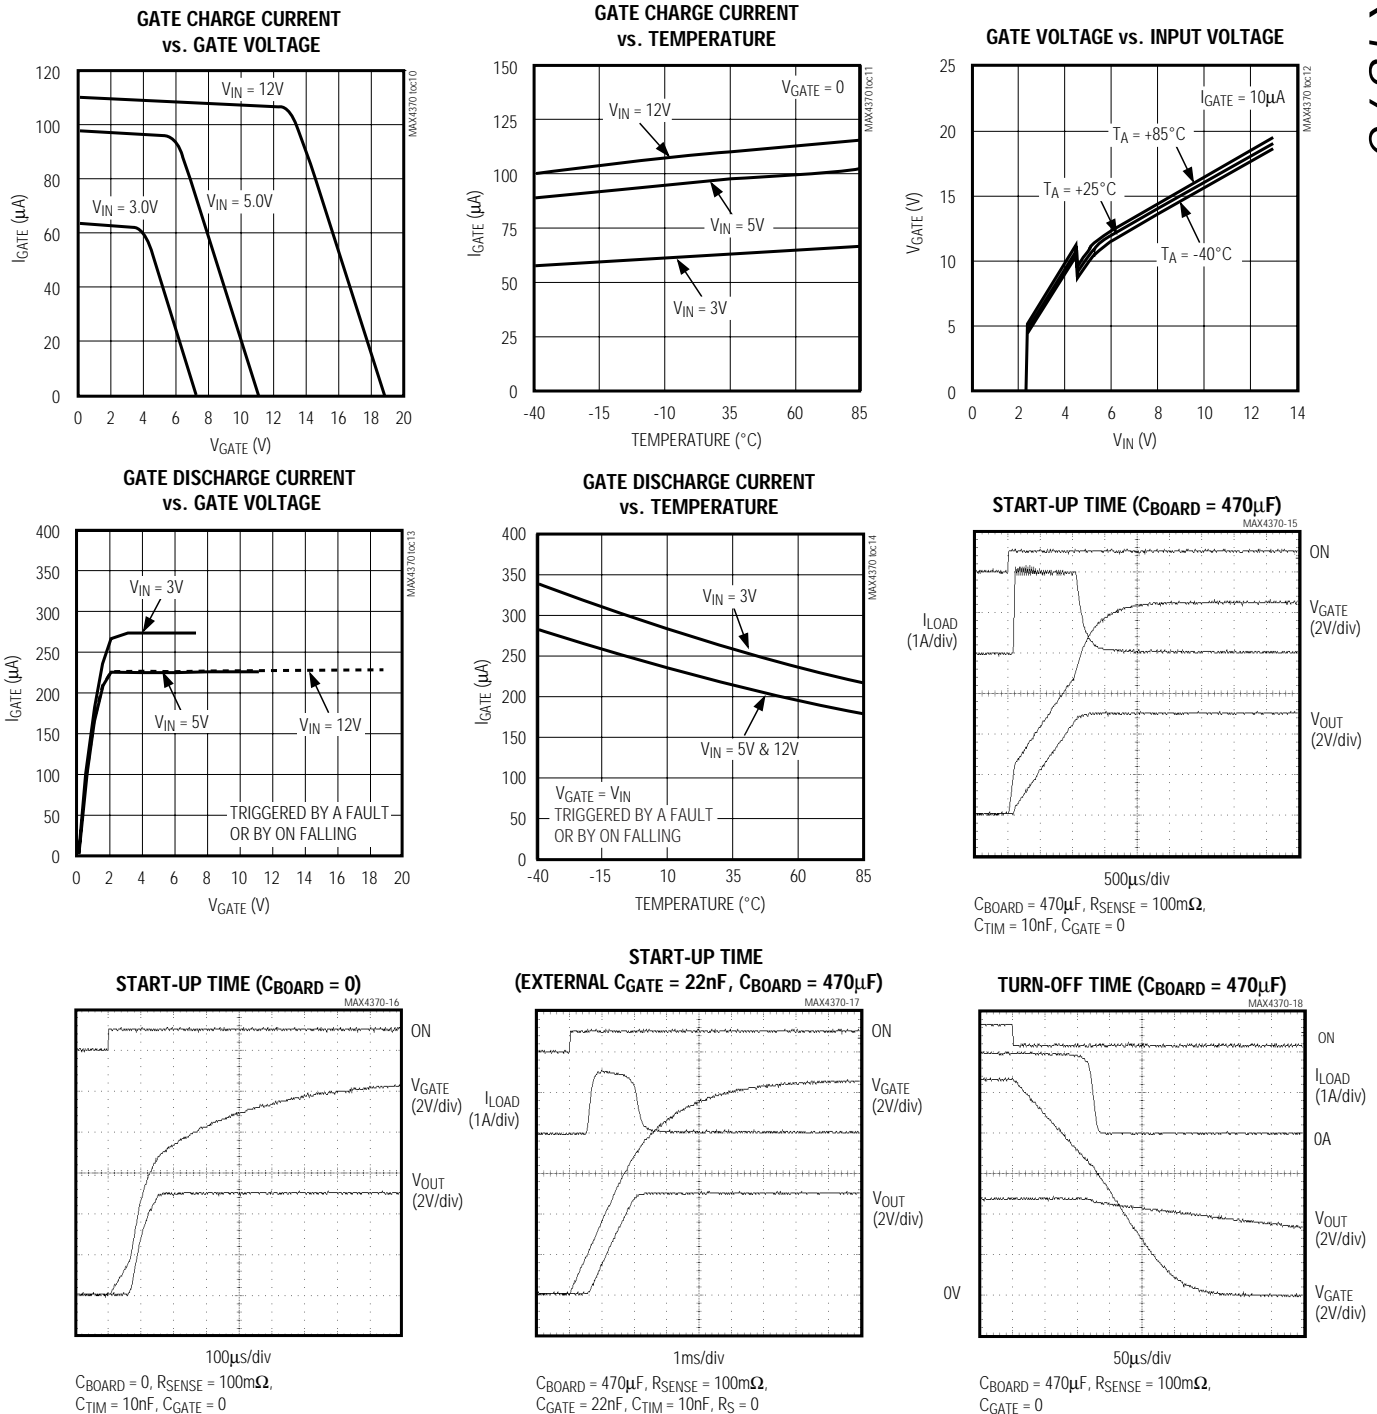 GATE CHARGE CURRENT
vs. GATE VOLTAGE
MAX4370 toc10
120
100
80
60
40
20
0
IGATE (μA)
VIN = 12V
VIN = 3.0V
VIN = 5.0V
0 2 4 6 8 10 12 14 16 18 20
VGATE (V)
GATE CHARGE CURRENT
vs. TEMPERATURE
MAX4370 toc11
150
125
100
75
50
25
0
IGATE (μA)
VGATE = 0
VIN = 12V
VIN = 5V
VIN = 3V
-40 -15 -10 35 60 85
TEMPERATURE (°C)
GATE VOLTAGE vs. INPUT VOLTAGE
MAX4370 toc12
25
20
15
10
5
0
VGATE (V)
IGATE = 10μA
TA = +85°C
TA = +25°C
TA = -40°C
0 2 4 6 8 10 12 14
VIN (V)
GATE DISCHARGE CURRENT
vs. GATE VOLTAGE
MAX4370 toc13
400
350
300
250
200
150
100
50
0
IGATE (μA)
VIN = 3V
VIN = 5V
VIN = 12V
TRIGGERED BY A FAULT
OR BY ON FALLING
0 2 4 6 8 10 12 14 16 18 20
VGATE (V)
GATE DISCHARGE CURRENT
vs. TEMPERATURE
MAX4370 toc14
400
350
300
250
200
150
100
50
0
IGATE (μA)
VIN = 3V
VIN = 5V & 12V
VGATE = VIN
TRIGGERED BY A FAULT
OR BY ON FALLING
-40 -15 10 35 60 85
TEMPERATURE (°C)
START-UP TIME (CBOARD = 470μF)
MAX4370-15
ON
ILOAD
(1A/div)
VGATE
(2V/div)
VOUT
(2V/div)
500μs/div
CBOARD = 470μF, RSENSE = 100mΩ,
CTIM = 10nF, CGATE = 0
START-UP TIME (CBOARD = 0)
MAX4370-16
ON
VGATE
(2V/div)
VOUT
(2V/div)
100μs/div
CBOARD = 0, RSENSE = 100mΩ,
CTIM = 10nF, CGATE = 0
START-UP TIME
(EXTERNAL CGATE = 22nF, CBOARD = 470μF)
MAX4370-17
ON
ILOAD
(1A/div)
VGATE
(2V/div)
VOUT
(2V/div)
1ms/div
CBOARD = 470μF, RSENSE = 100mΩ,
CGATE = 22nF, CTIM = 10nF, RS = 0
TURN-OFF TIME (CBOARD = 470μF)
MAX4370-18
ON
ILOAD
(1A/div)
0A
VOUT
(2V/div)
0V
VGATE
(2V/div)
50μs/div
CBOARD = 470μF, RSENSE = 100mΩ,
CGATE = 0